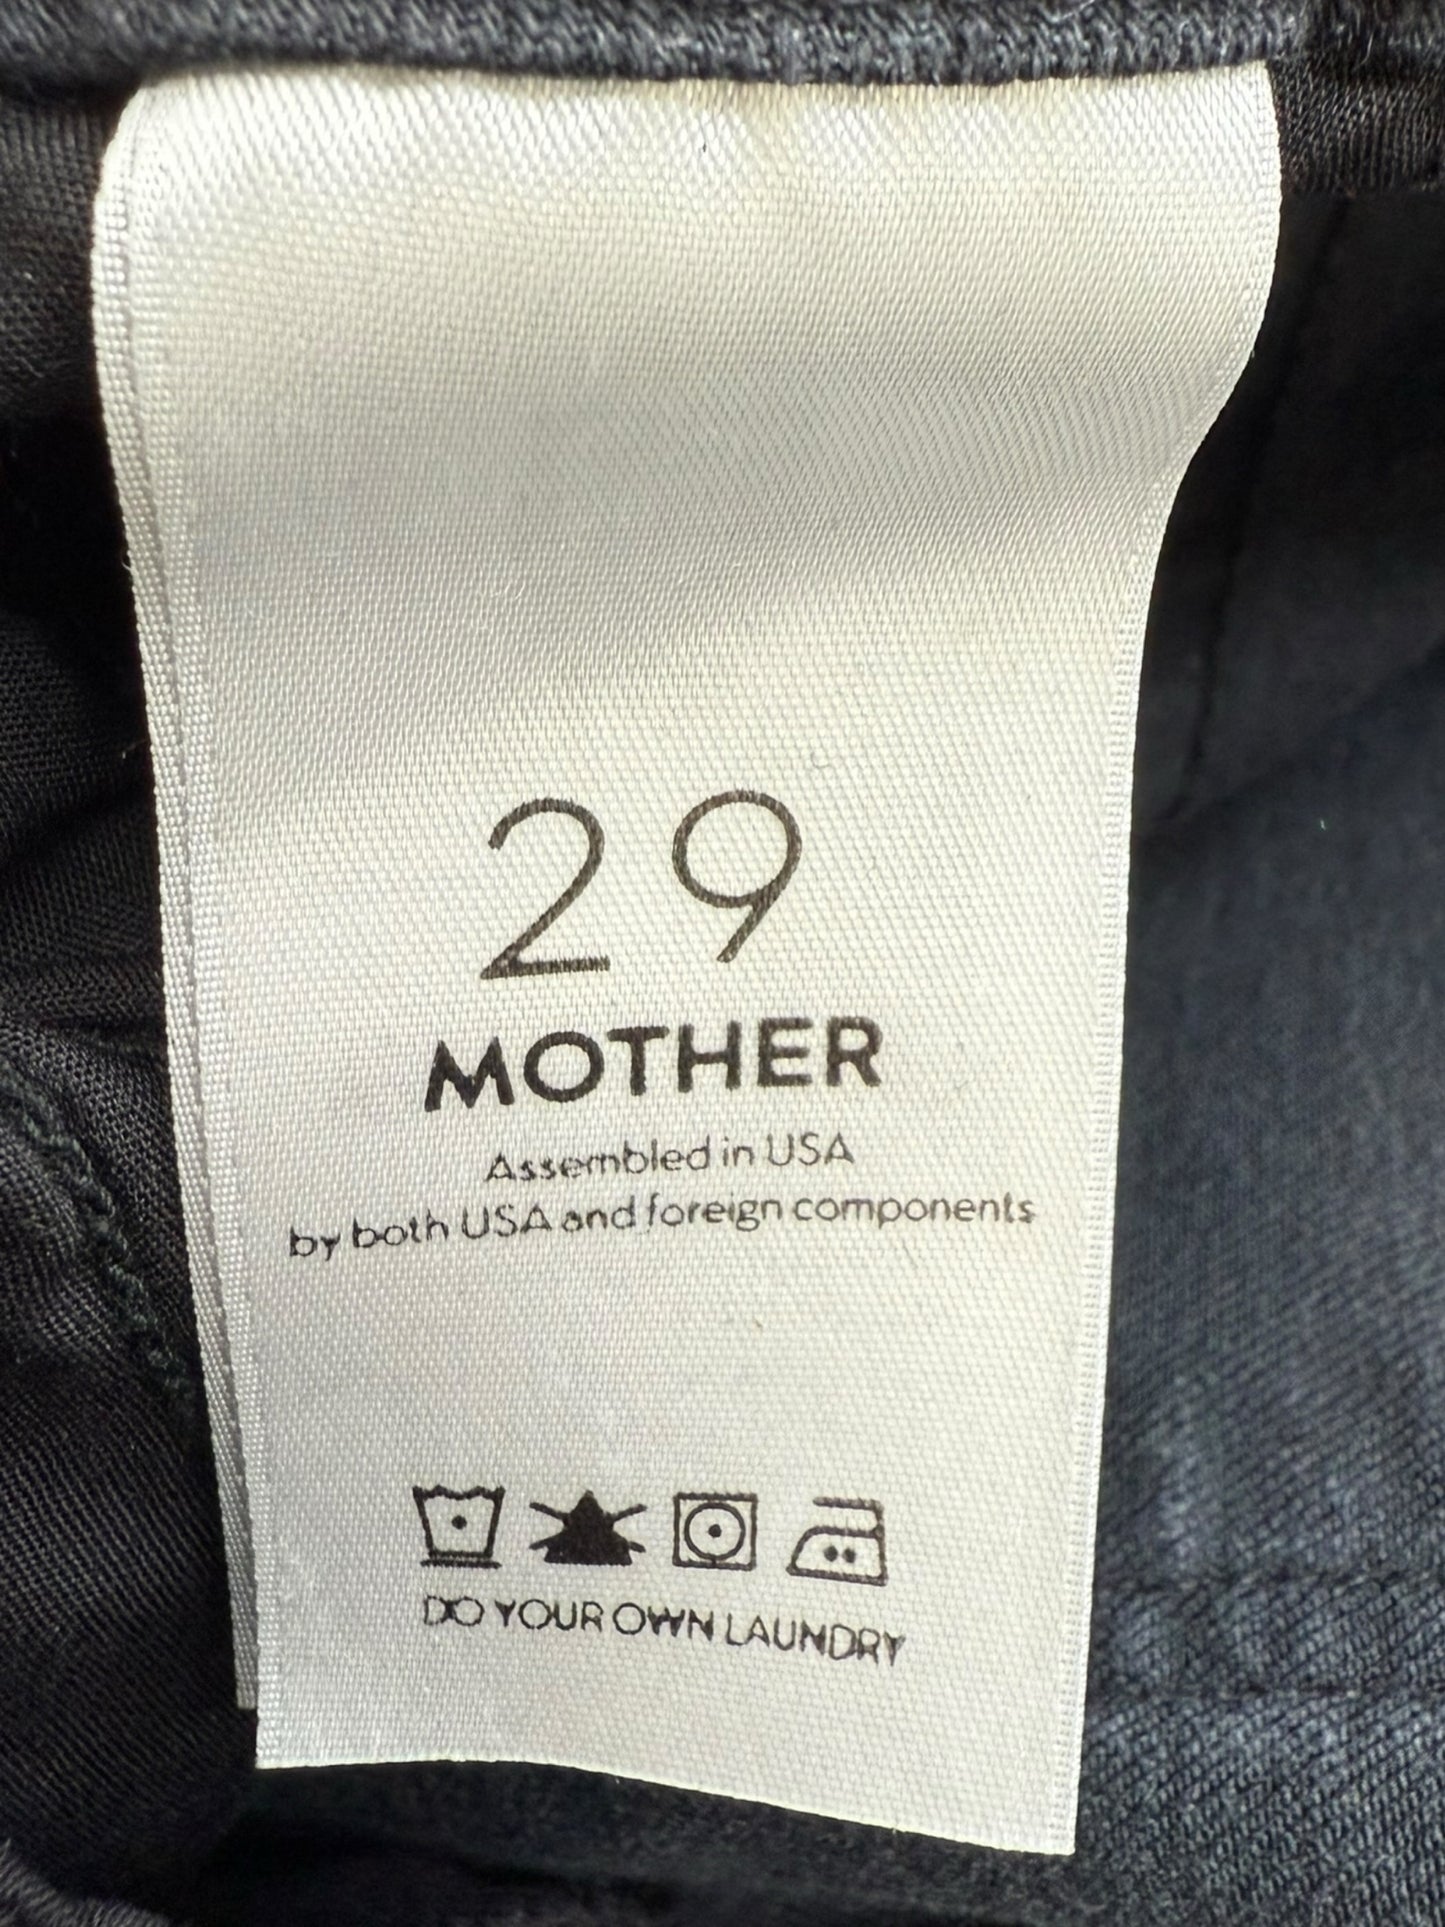 29
MOTHER
Assembled in USA
by both USA and foreign components
DO YOUR OWN LAUNDRY